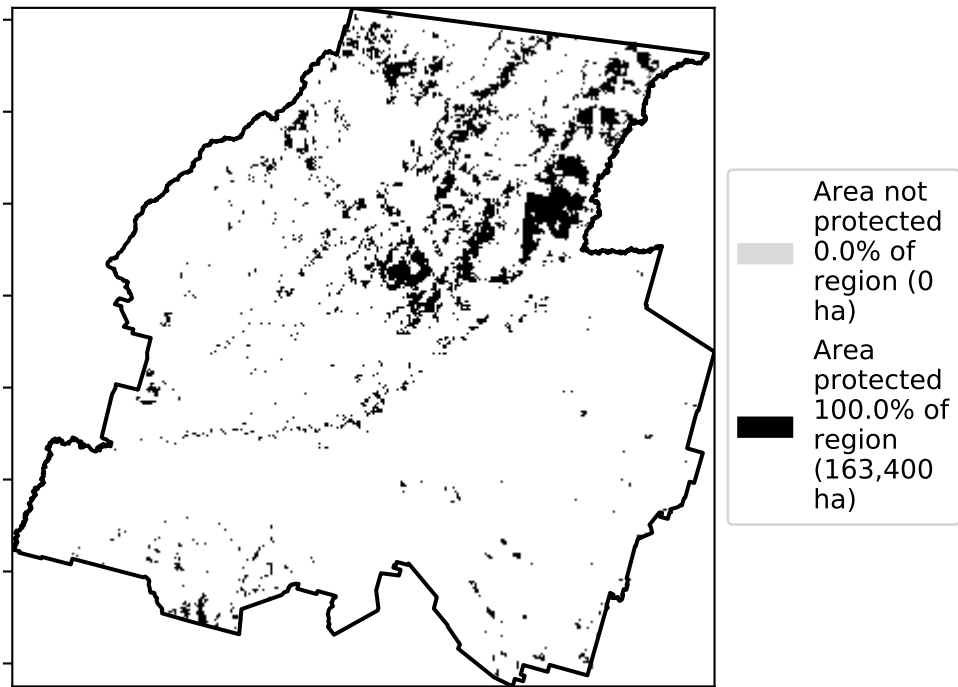 Area not
protected
0.0% of
region (0
ha)
Area
protected
100.0% of
region
(163,400
ha)